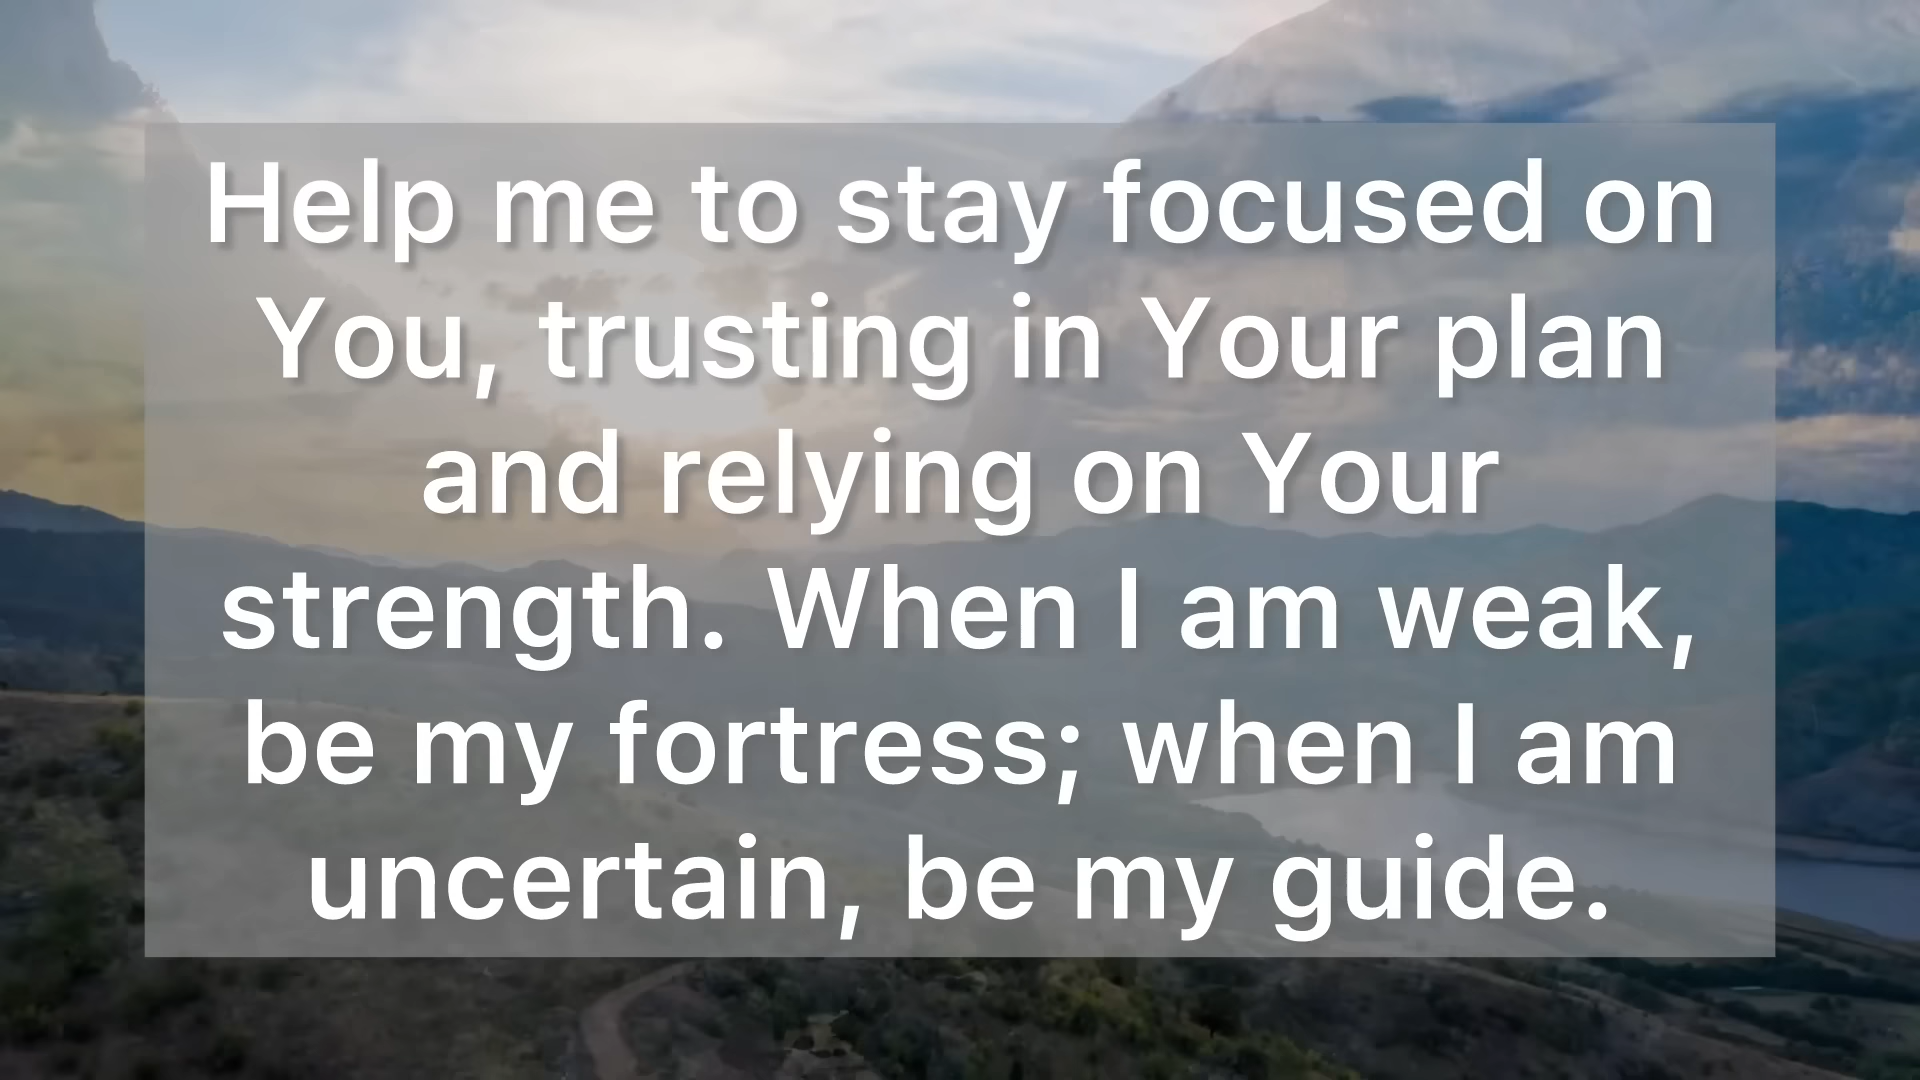 Help me to stay focused on
You, trusting in Your plan
and relying on Your
strength. When I am weak,
be my fortress; when I am
uncertain, be my guide.